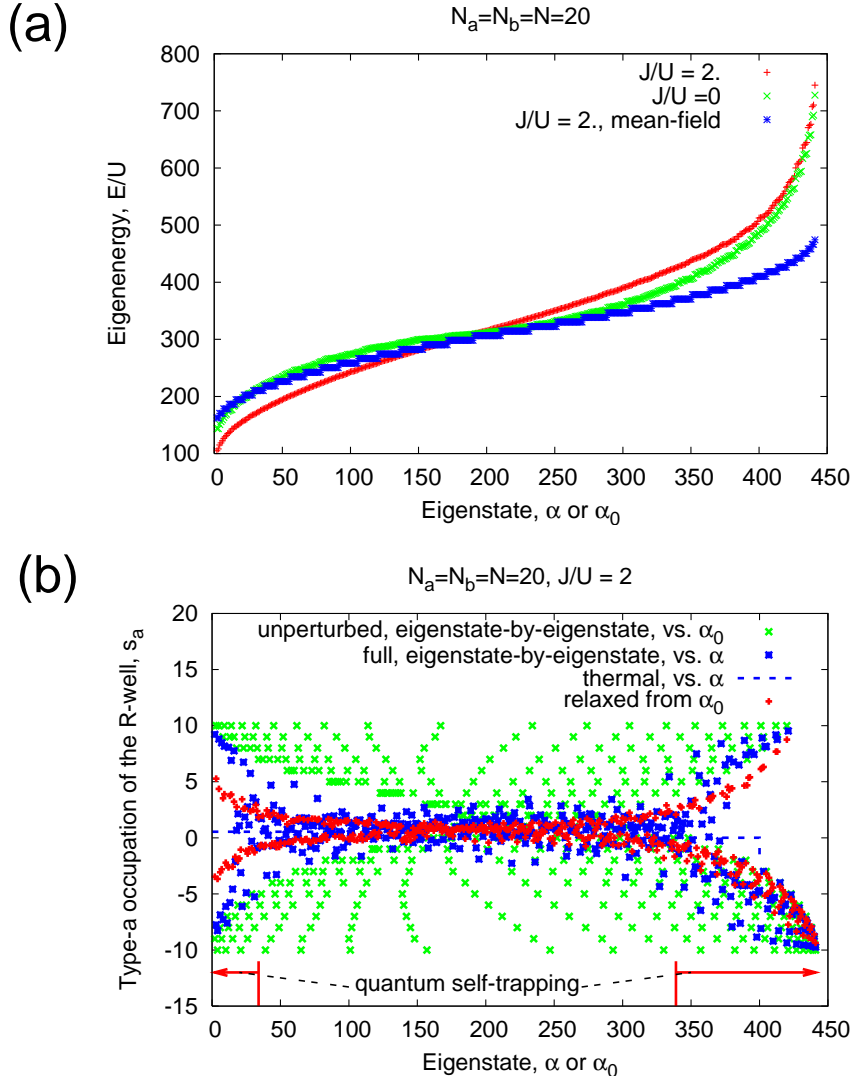 (a)
N_a=N_b=N=20
800
700
600
500
400
300
200
100
Eigenenergy, E/U
J/U = 2.
J/U =0
J/U = 2., mean-field
0 50 100 150 200 250 300 350 400 450
Eigenstate, α or α_0
(b)
N_a=N_b=N=20, J/U = 2
20
15
10
5
0
-5
-10
-15
Type-a occupation of the R-well, s_a
unperturbed, eigenstate-by-eigenstate, vs. α_0
full, eigenstate-by-eigenstate, vs. α
thermal, vs. α
relaxed from α_0
quantum self-trapping
0 50 100 150 200 250 300 350 400 450
Eigenstate, α or α_0